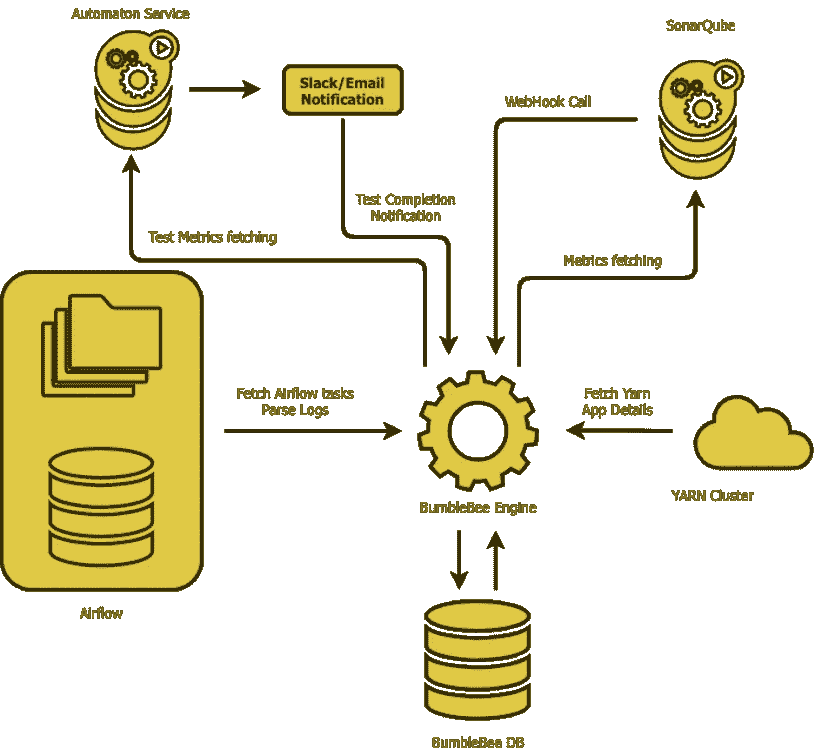 Automaton Service
SonarQube
Slack/Email
Notification
WebHook Call
Test Completion
Notification
Test Metrics fetching
Metrics fetching
Fetch Airflow tasks
Parse Logs
Fetch Yarn
App Details
YARN Cluster
BumbleBee Engine
Airflow
BumbleBee DB